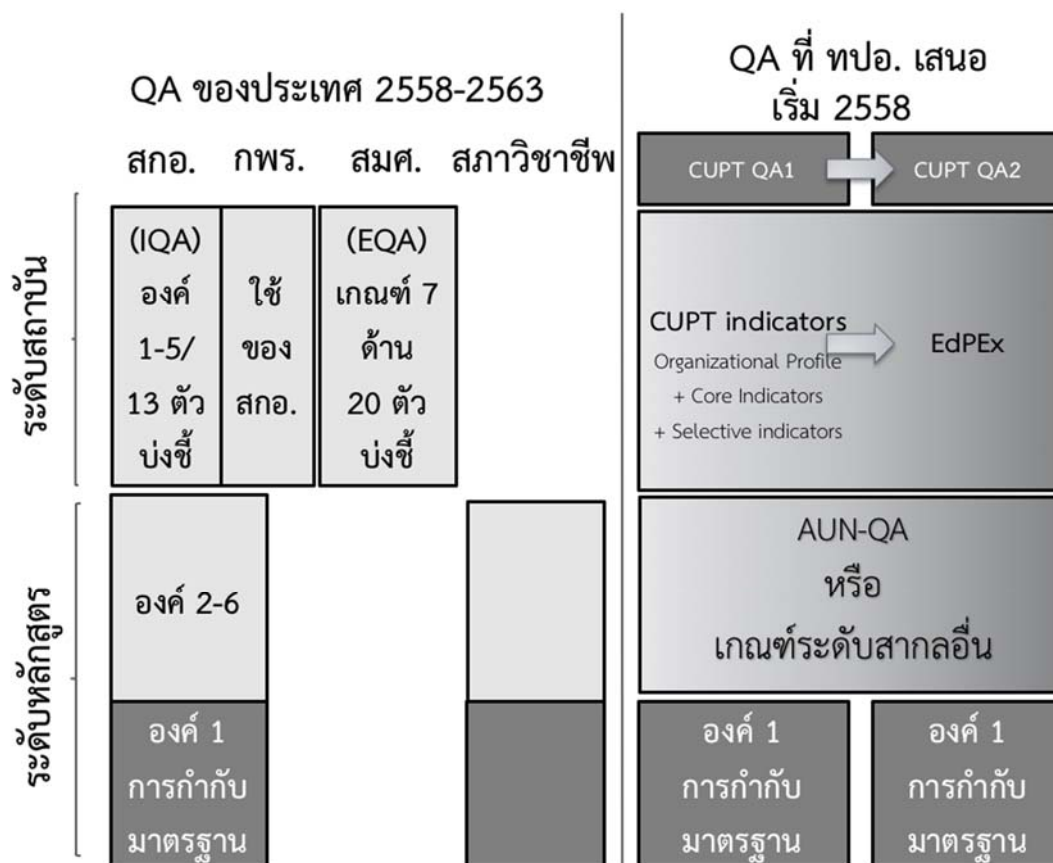 QA ของประเทศ 2558-2563
สกอ. กพร. สมศ. สภาวิชาชีพ
ระดับสถาบัน
(IQA)
องค์
1-5/
13 ตัว
บ่งชี้
ใช้
ของ
สกอ.
(EQA)
เกณฑ์ 7
ด้าน
20 ตัว
บ่งชี้
ระดับหลักสูตร
องค์ 2-6
องค์ 1
การกำกับ
มาตรฐาน
QA ที่ ทปอ. เสนอ
เริ่ม 2558
CUPT QA1
CUPT QA2
CUPT indicators
Organizational Profile
+ Core Indicators
+ Selective indicators
EdPEx
AUN-QA
หรือ
เกณฑ์ระดับสากลอื่น
องค์ 1
การกำกับ
มาตรฐาน
องค์ 1
การกำกับ
มาตรฐาน